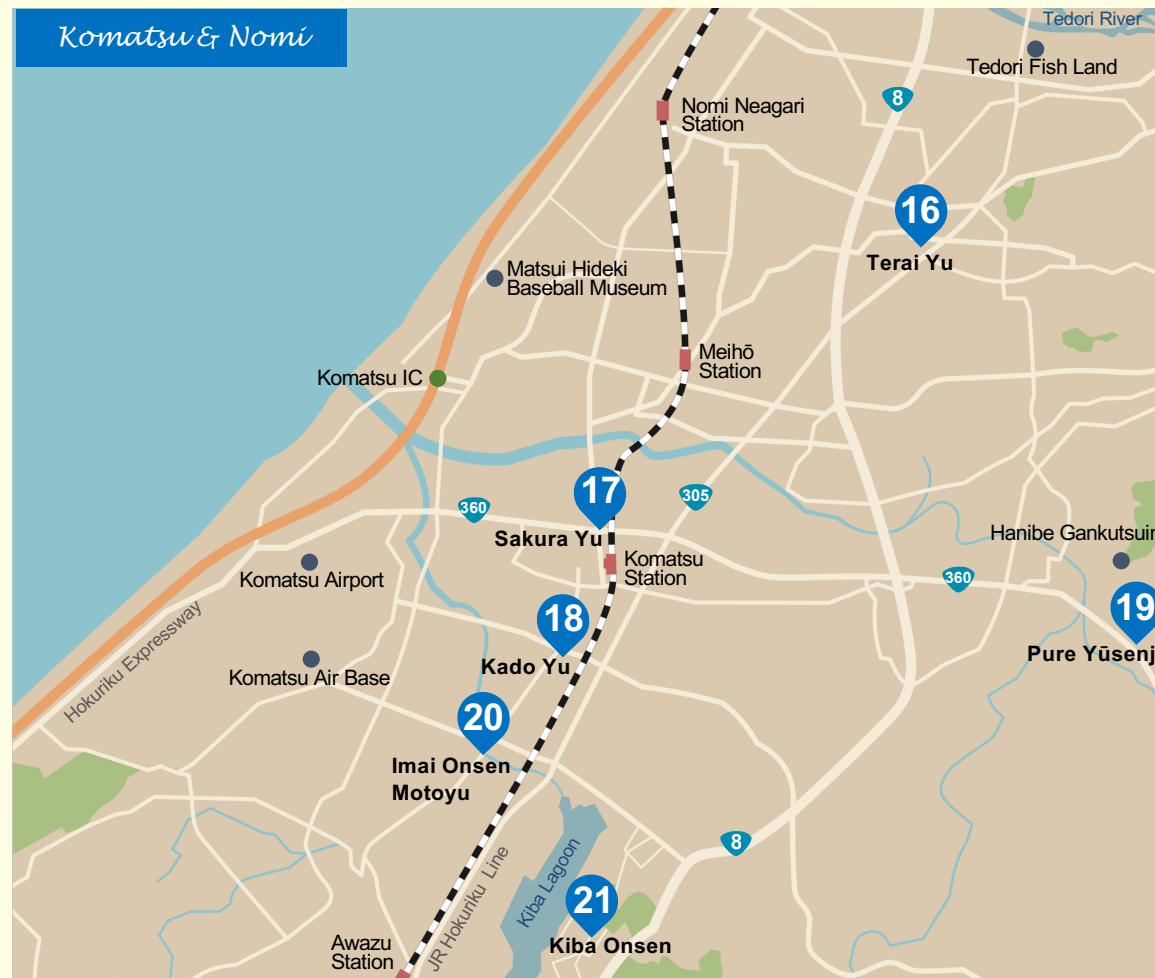 Komatsu & Nomi
Tedori River
Tedori Fish Land
8
Nomi Neagari
Station
16
Terai Yu
Matsui Hideki
Baseball Museum
Meihō
Station
Komatsu IC
17
305
360
Sakura Yu
Hanibe Gankutsuin
Komatsu
Station
Komatsu Airport
360
18
19
Kado Yu
Pure Yūsenj
Komatsu Air Base
Hokuriku Expressway
20
Imai Onsen
Motoyu
8
JR Hokuriku Line
Kiba Lagoon
21
Kiba Onsen
Awazu
Station